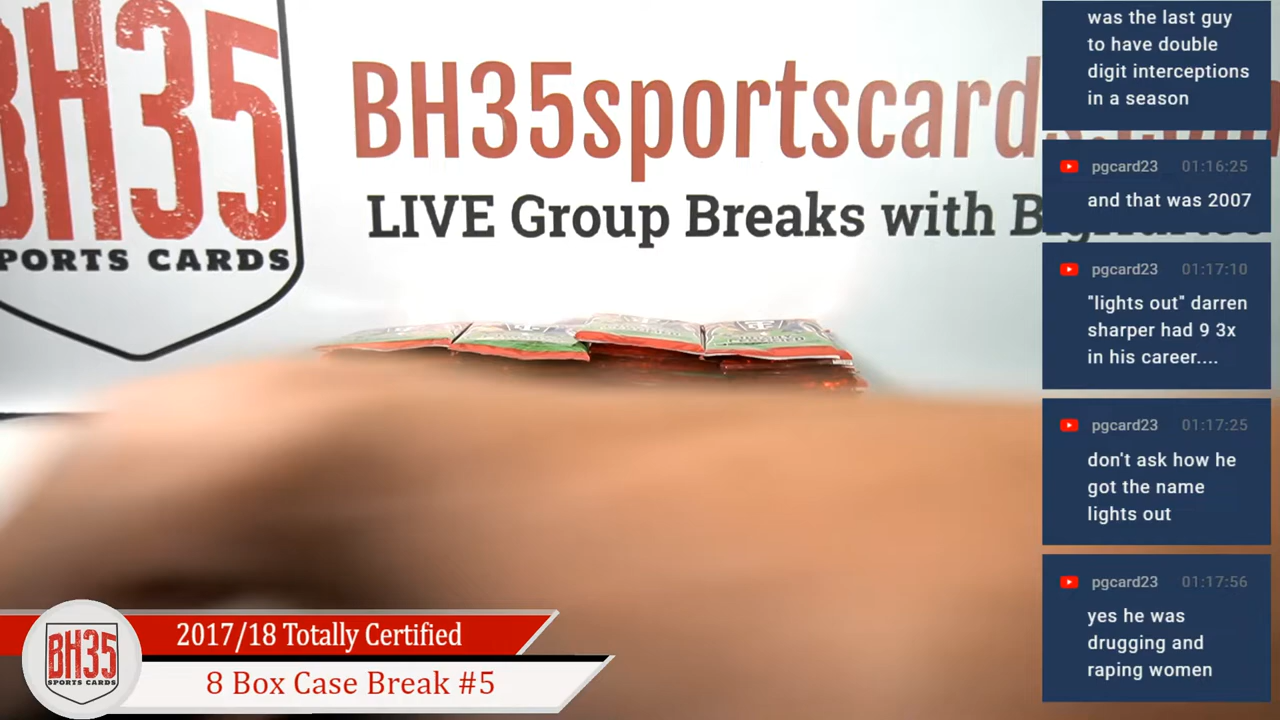 BH35
SPORTS CARDS
BH35sportscards.com
LIVE Group Breaks with
was the last guy
to have double
digit interceptions
in a season
pgcard23 01:16:25
and that was 2007
pgcard23 01:17:10
"lights out" darren
sharper had 9 3x
in his career....
pgcard23 01:17:25
don't ask how he
got the name
lights out
pgcard23 01:17:56
yes he was
drugging and
raping women
BH35
SPORTS CARDS
2017/18 Totally Certified
8 Box Case Break #5